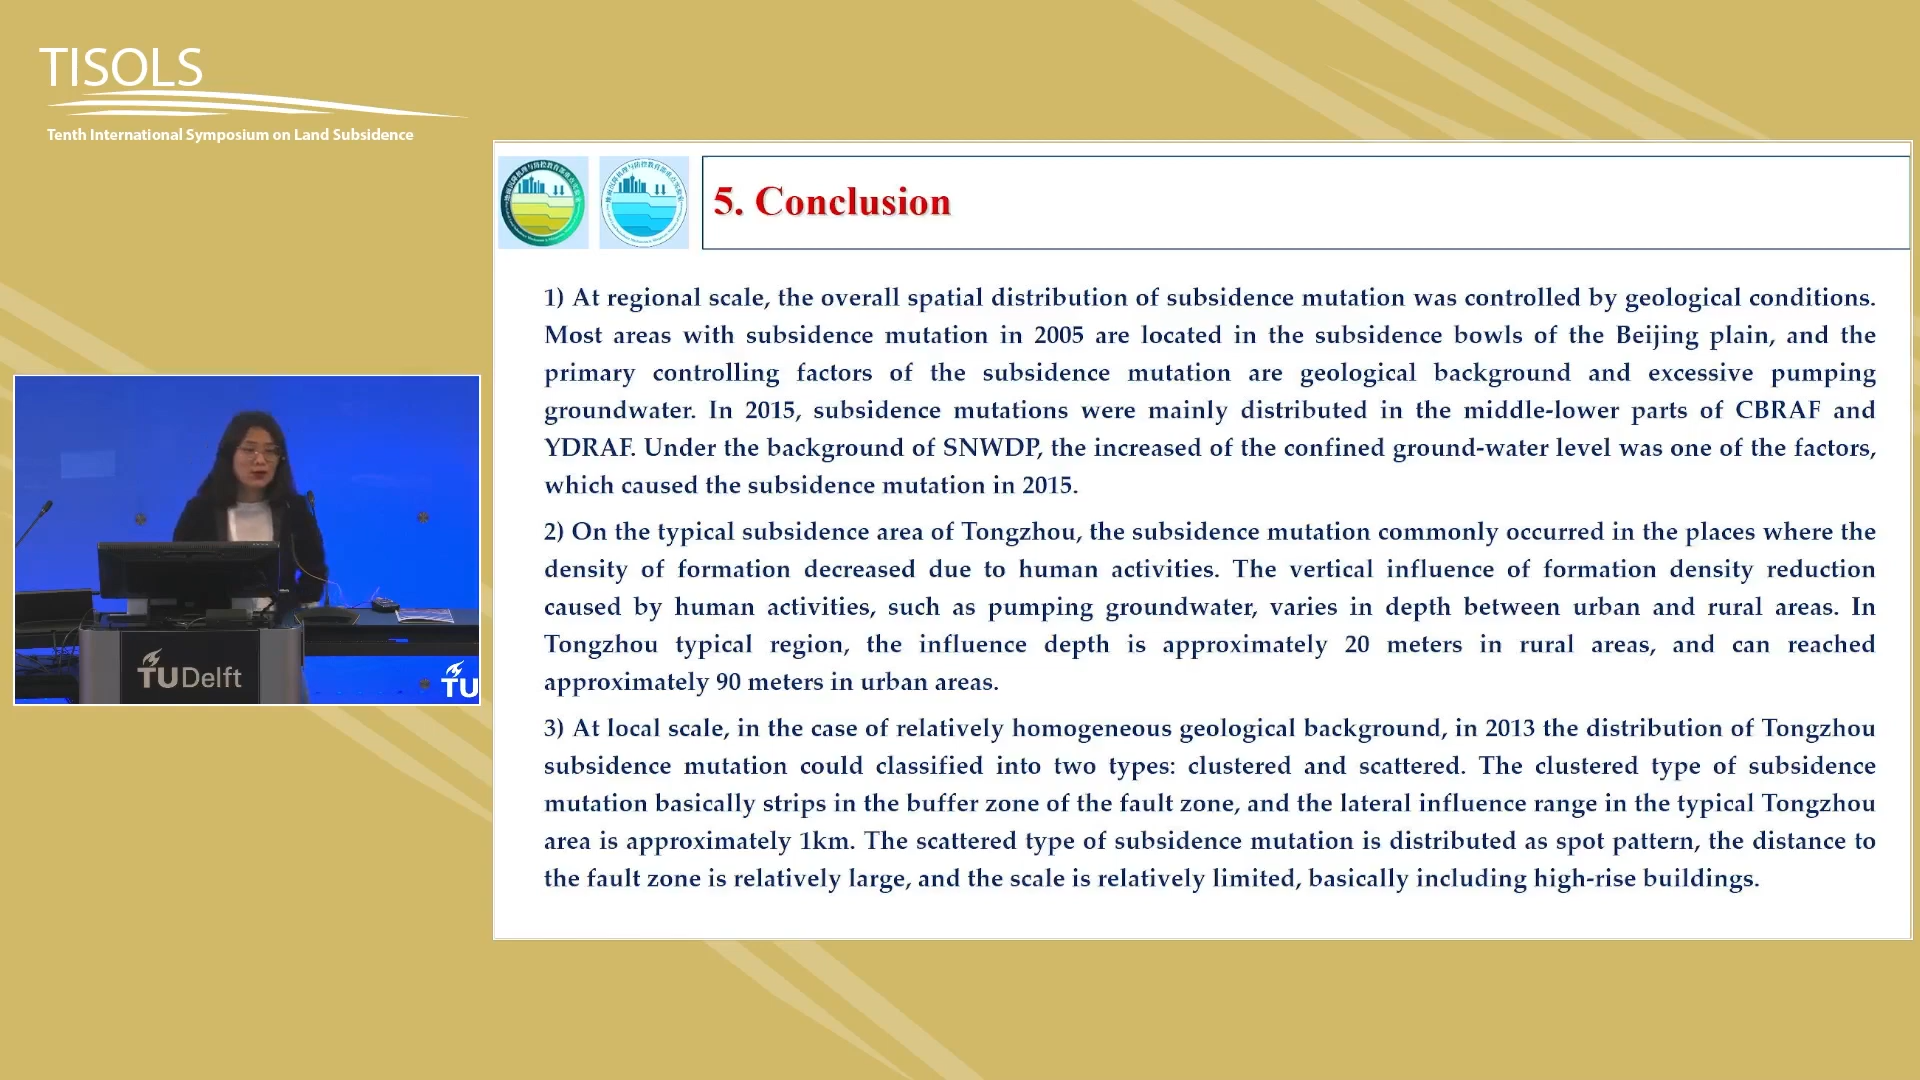 TISOLS
Tenth International Symposium on Land Subsidence
5. Conclusion
1) At regional scale, the overall spatial distribution of subsidence mutation was controlled by geological conditions.
Most areas with subsidence mutation in 2005 are located in the subsidence bowls of the Beijing plain, and the
primary controlling factors of the subsidence mutation are geological background and excessive pumping
groundwater. In 2015, subsidence mutations were mainly distributed in the middle-lower parts of CBRAF and
YDRAF. Under the background of SNWDP, the increased of the confined ground-water level was one of the factors,
which caused the subsidence mutation in 2015.
2) On the typical subsidence area of Tongzhou, the subsidence mutation commonly occurred in the places where the
density of formation decreased due to human activities. The vertical influence of formation density reduction
caused by human activities, such as pumping groundwater, varies in depth between urban and rural areas. In
Tongzhou typical region, the influence depth is approximately 20 meters in rural areas, and can reached
approximately 90 meters in urban areas.
3) At local scale, in the case of relatively homogeneous geological background, in 2013 the distribution of Tongzhou
subsidence mutation could classified into two types: clustered and scattered. The clustered type of subsidence
mutation basically strips in the buffer zone of the fault zone, and the lateral influence range in the typical Tongzhou
area is approximately 1km. The scattered type of subsidence mutation is distributed as spot pattern, the distance to
the fault zone is relatively large, and the scale is relatively limited, basically including high-rise buildings.
TUDelft
TU